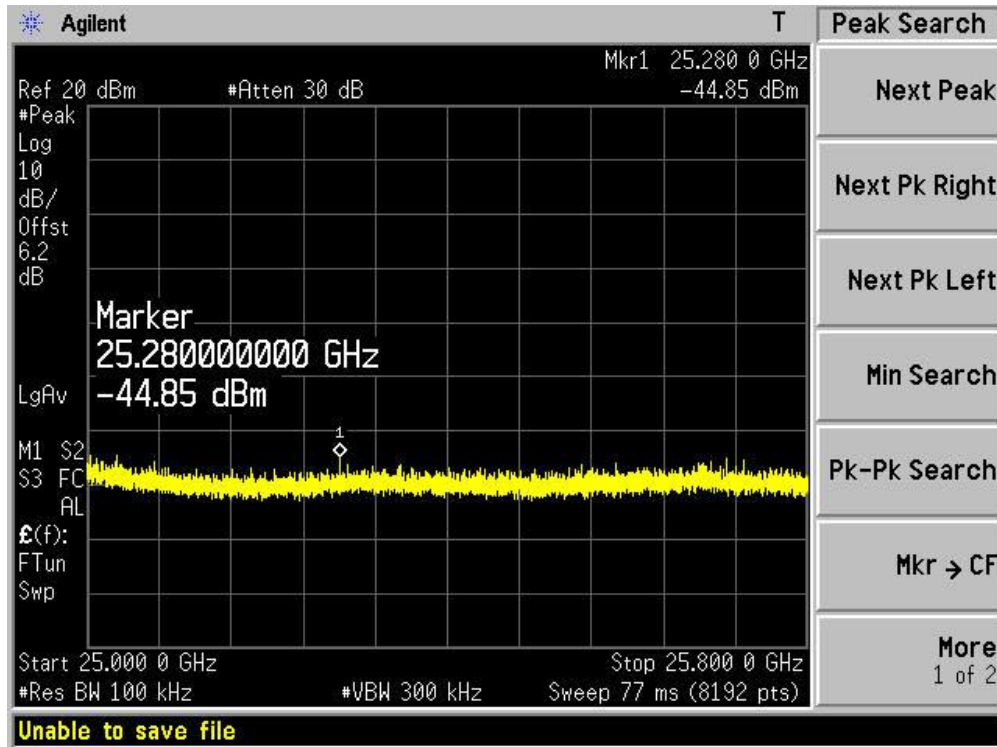 Agilent T Peak Search
Mkr1 25.280 0 GHz
Ref 20 dBm #Atten 30 dB -44.85 dBm
#Peak
Log
10
dB/
Offst
6.2
dB
Marker
25.280000000 GHz
-44.85 dBm
LgAv
1
M1 S2
S3 FC
AL
£(f):
FTun
Swp
Start 25.000 0 GHz Stop 25.800 0 GHz
#Res BW 100 kHz #VBW 300 kHz Sweep 77 ms (8192 pts)
Unable to save file
Next Peak
Next Pk Right
Next Pk Left
Min Search
Pk-Pk Search
Mkr → CF
More
1 of 2